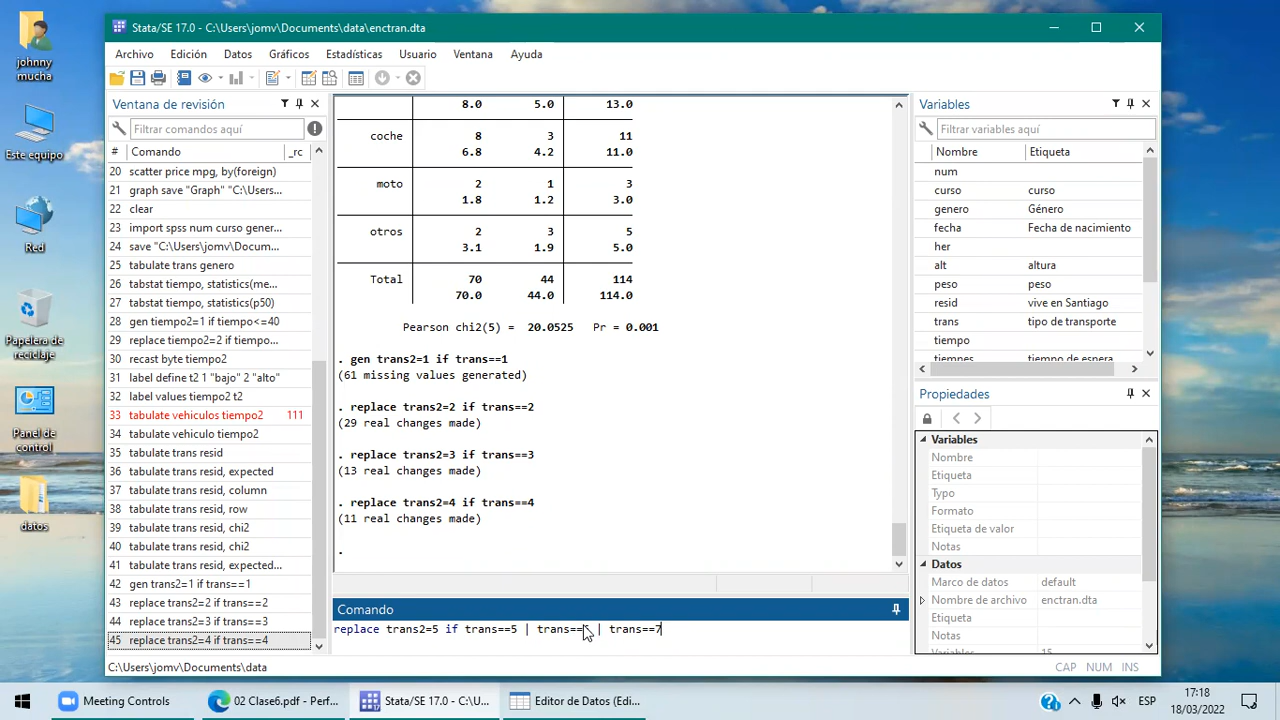 johnny
mucha
Este equipo
Red
Papelera de
reciclaje
Panel de
control
datos
Stata/SE 17.0 - C:\Users\jomv\Documents\data\enctran.dta
Archivo Edición Datos Gráficos Estadísticas Usuario Ventana Ayuda
Ventana de revisión
Filtrar comandos aquí
# Comando _rc
20 scatter price mpg, by(foreign)
21 graph save "Graph" "C:\Users...
22 clear
23 import spss num curso gener...
24 save "C:\Users\jomv\Docum...
25 tabulate trans genero
26 tabstat tiempo, statistics(me...
27 tabstat tiempo, statistics(p50)
28 gen tiempo2=1 if tiempo<=40
29 replace tiempo2=2 if tiempo...
30 recast byte tiempo2
31 label define t2 1 "bajo" 2 "alto"
32 label values tiempo2 t2
33 tabulate vehiculos tiempo2 111
34 tabulate vehiculo tiempo2
35 tabulate trans resid
36 tabulate trans resid, expected
37 tabulate trans resid, column
38 tabulate trans resid, row
39 tabulate trans resid, chi2
40 tabulate trans resid, chi2
41 tabulate trans resid, expected...
42 gen trans2=1 if trans==1
43 replace trans2=2 if trans==2
44 replace trans2=3 if trans==3
45 replace trans2=4 if trans==4
8.0 5.0 13.0
coche 8 3 11
6.8 4.2 11.0
moto 2 1 3
1.8 1.2 3.0
otros 2 3 5
3.1 1.9 5.0
Total 70 44 114
70.0 44.0 114.0
Pearson chi2(5) = 20.0525 Pr = 0.001
. gen trans2=1 if trans==1
(61 missing values generated)
. replace trans2=2 if trans==2
(29 real changes made)
. replace trans2=3 if trans==3
(13 real changes made)
. replace trans2=4 if trans==4
(11 real changes made)
.
Comando
replace trans2=5 if trans==5 | trans== | trans==7
Variables
Filtrar variables aquí
Nombre Etiqueta
num
curso curso
genero Género
fecha Fecha de nacimiento
her
alt altura
peso peso
resid vive en Santiago
trans tipo de transporte
tiempo
tiempnes tiempo de espera
Propiedades
Variables
Nombre
Etiqueta
Tipo
Formato
Etiqueta de valor
Notas
Datos
Marco de datos default
Nombre de archivo enctran.dta
Etiqueta
Notas
Variables 15
C:\Users\jomv\Documents\data
CAP NUM INS
Meeting Controls
02 Clase6.pdf - Perf...
Stata/SE 17.0 - C:\U...
Editor de Datos (Edi...
ESP
17:18
18/03/2022